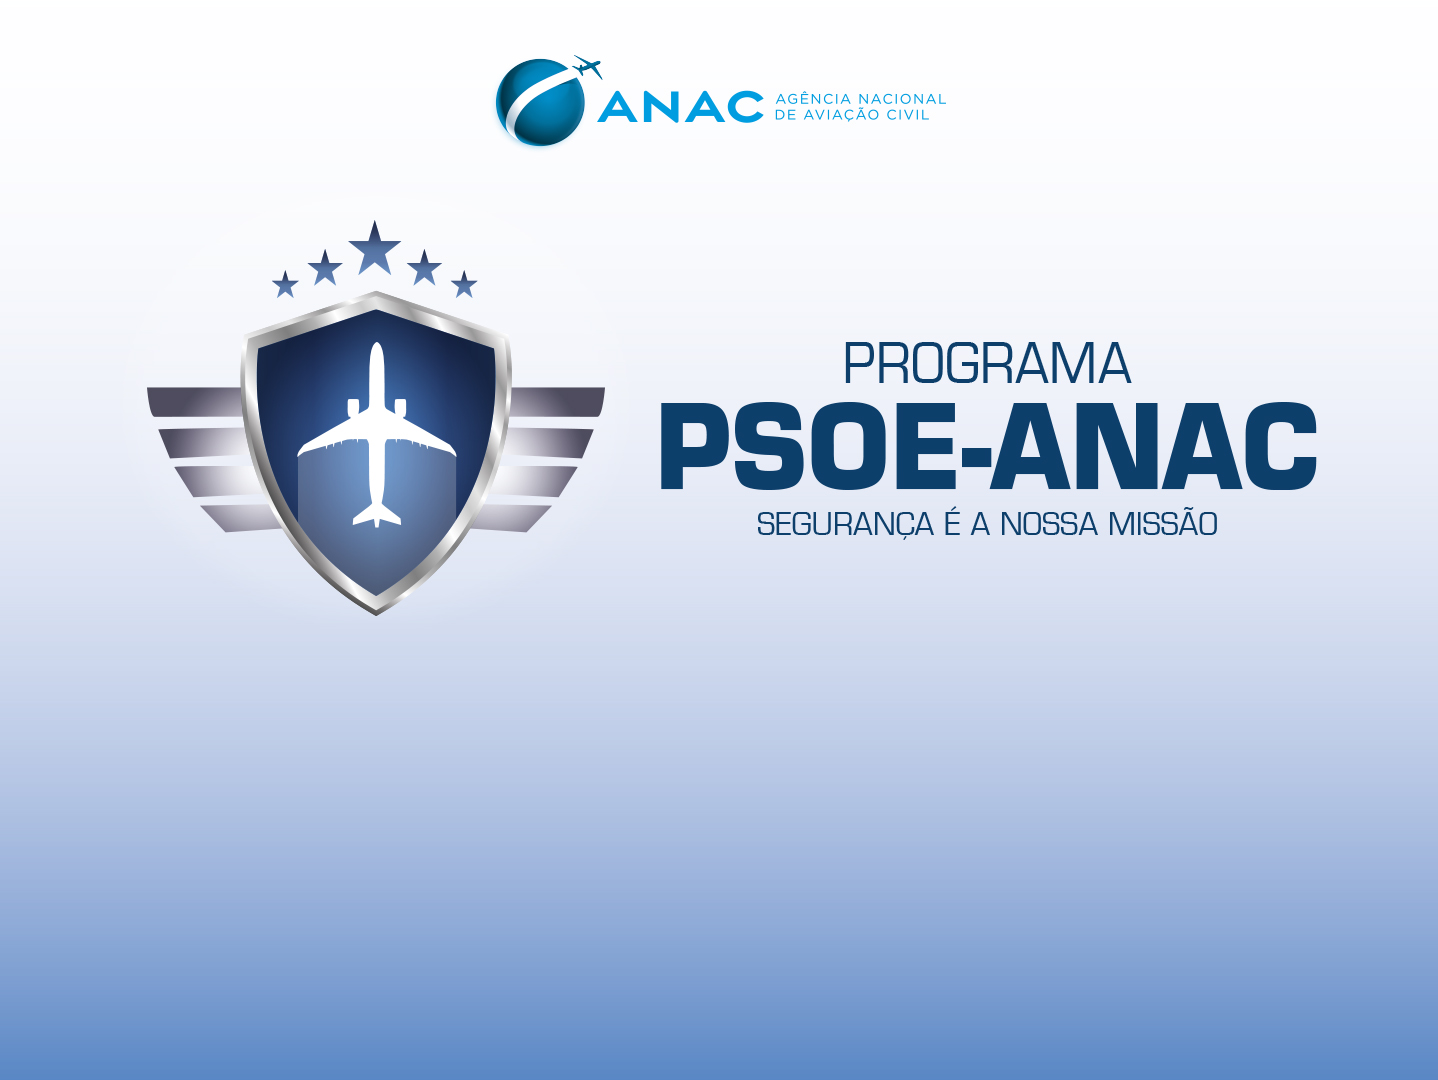 ANAC
AGÊNCIA NACIONAL
DE AVIAÇÃO CIVIL
PROGRAMA
PSOE-ANAC
SEGURANÇA É A NOSSA MISSÃO